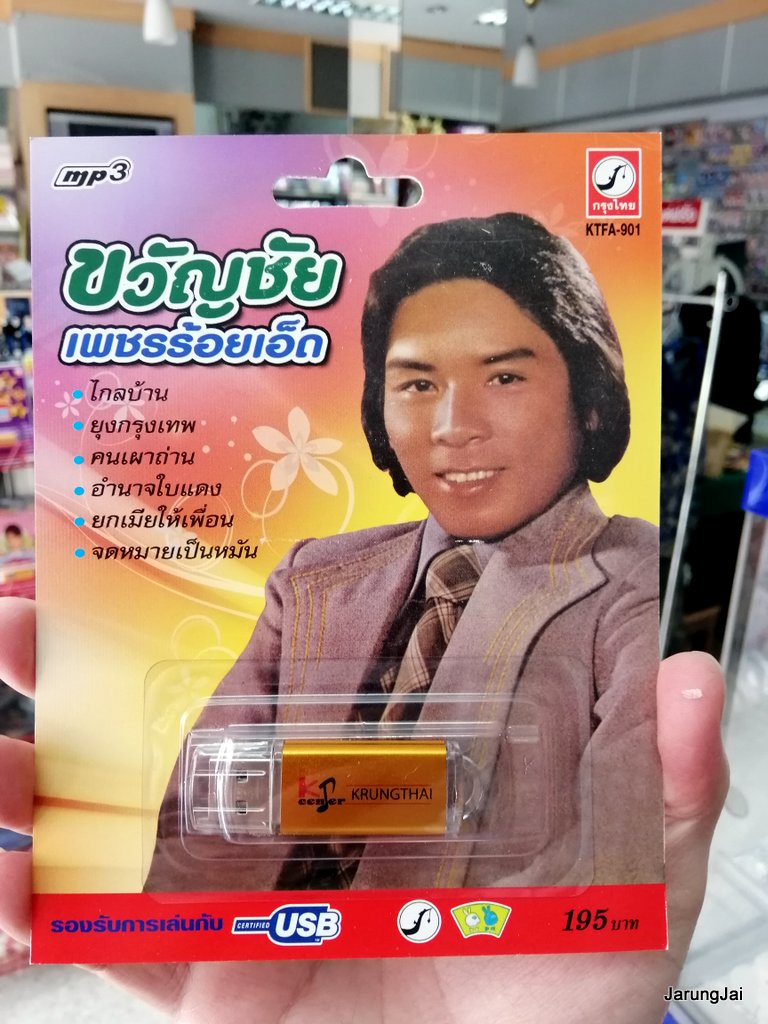 mp3
กรุงไทย
KTFA-901
ขวัญชัย
เพชรร้อยเอ็ด
ไกลบ้าน
ยุงกรุงเทพ
คนเผาถ่าน
อำนาจใบแดง
ยกเมียให้เพื่อน
จดหมายเป็นหมัน
K center KRUNGTHAI
รองรับการเล่นกับ CERTIFIED USB 195 บาท
JarungJai